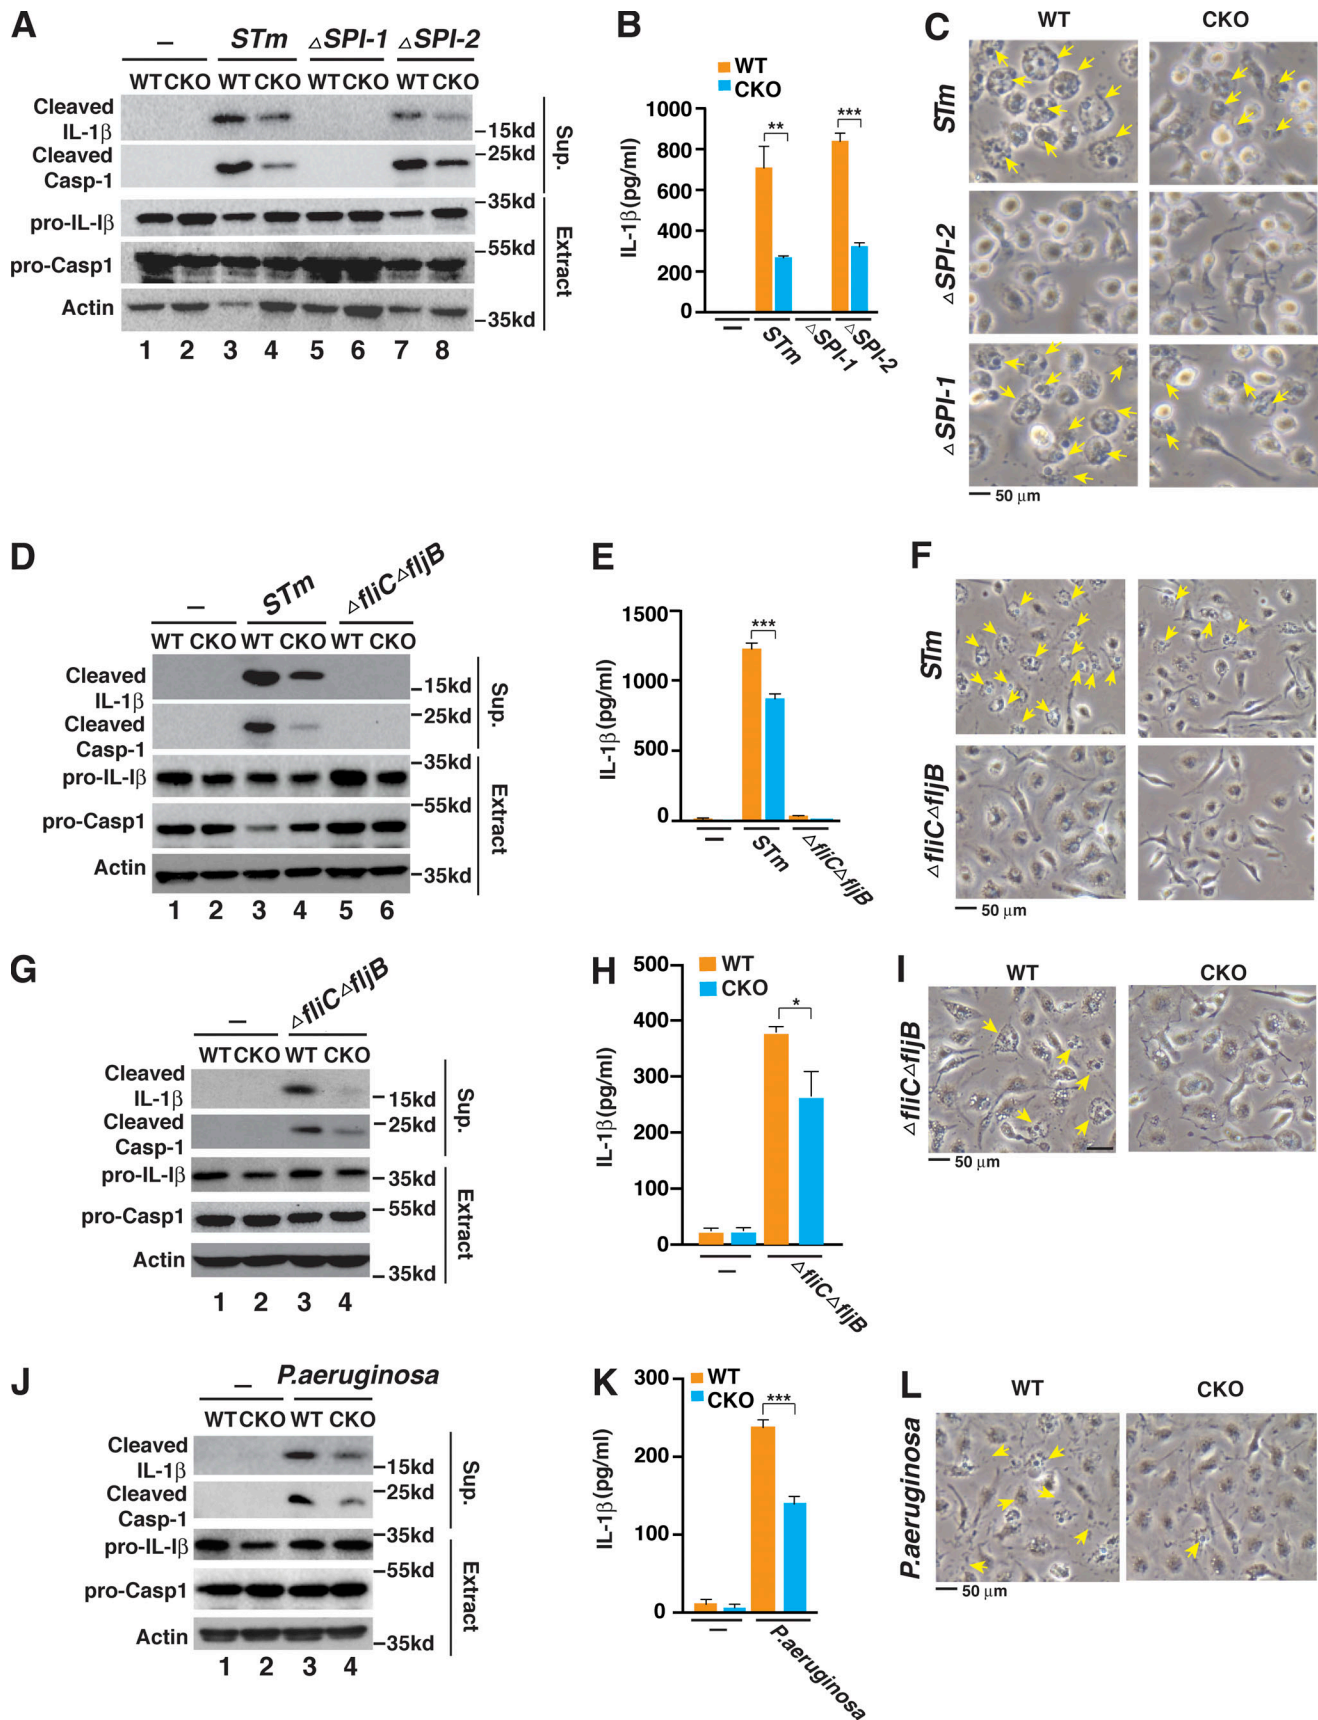 A
–
STm
△SPI-1
△SPI-2
WT CKO WT CKO WT CKO WT CKO
Cleaved
IL-1β
–15kd
Cleaved
Casp-1
–25kd
Sup.
pro-IL-Iβ
–35kd
pro-Casp1
–55kd
Actin
–35kd
Extract
1 2 3 4 5 6 7 8
B
WT
CKO
IL-1β (pg/ml)
1000
800
600
400
200
0
**
***
–
STm
△SPI-1
△SPI-2
C
WT
CKO
STm
△SPI-2
△SPI-1
50 μm
D
–
STm
△fliC△fljB
WT CKO WT CKO WT CKO
Cleaved
IL-1β
–15kd
Cleaved
Casp-1
–25kd
Sup.
pro-IL-Iβ
–35kd
pro-Casp1
–55kd
Actin
–35kd
Extract
1 2 3 4 5 6
E
IL-1β (pg/ml)
1500
1000
500
0
***
–
STm
△fliC△fljB
F
STm
△fliC△fljB
50 μm
G
–
△fliC△fljB
WT CKO WT CKO
Cleaved
IL-1β
–15kd
Cleaved
Casp-1
–25kd
Sup.
pro-IL-Iβ
–35kd
pro-Casp1
–55kd
Actin
–35kd
Extract
1 2 3 4
H
WT
CKO
IL-1β (pg/ml)
500
400
300
200
100
0
*
–
△fliC△fljB
I
WT
CKO
△fliC△fljB
50 μm
J
–
P.aeruginosa
WT CKO WT CKO
Cleaved
IL-1β
–15kd
Cleaved
Casp-1
–25kd
Sup.
pro-IL-Iβ
–35kd
pro-Casp1
–55kd
Actin
–35kd
Extract
1 2 3 4
K
WT
CKO
IL-1β (pg/ml)
300
200
100
0
***
–
P.aeruginosa
L
WT
CKO
P.aeruginosa
50 μm